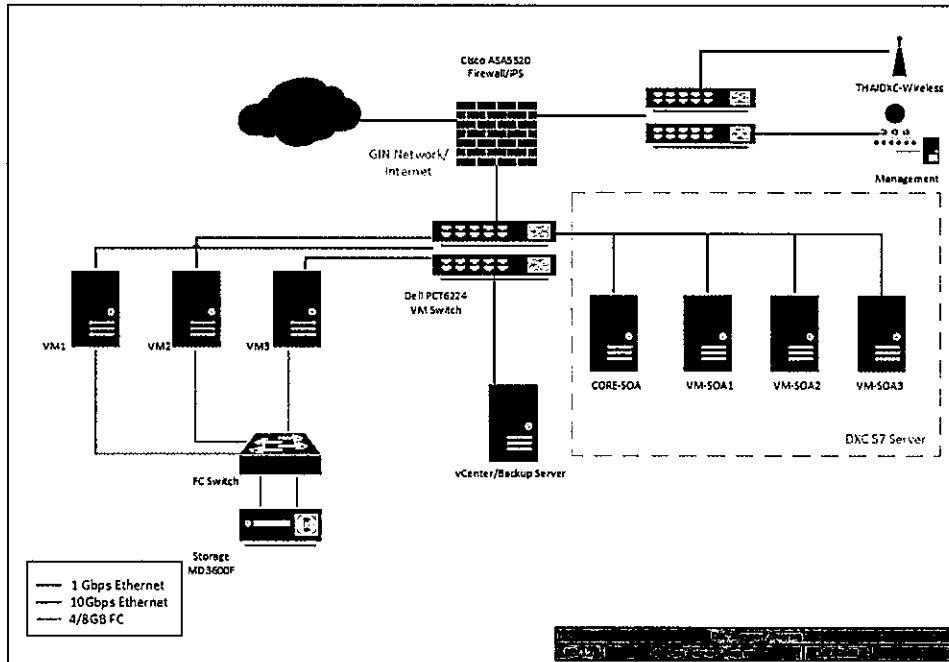 Cisco ASA5520
Firewall/IPS
THAIDXC-Wireless
GIN Network/
Internet
Management
Dell PCT6224
VM Switch
VM1
VM2
VM3
CORE-SOA
VM-SOA1
VM-SOA2
VM-SOA3
DXC S7 Server
FC Switch
vCenter/Backup Server
Storage
MD3600F
1 Gbps Ethernet
10Gbps Ethernet
4/8GB FC